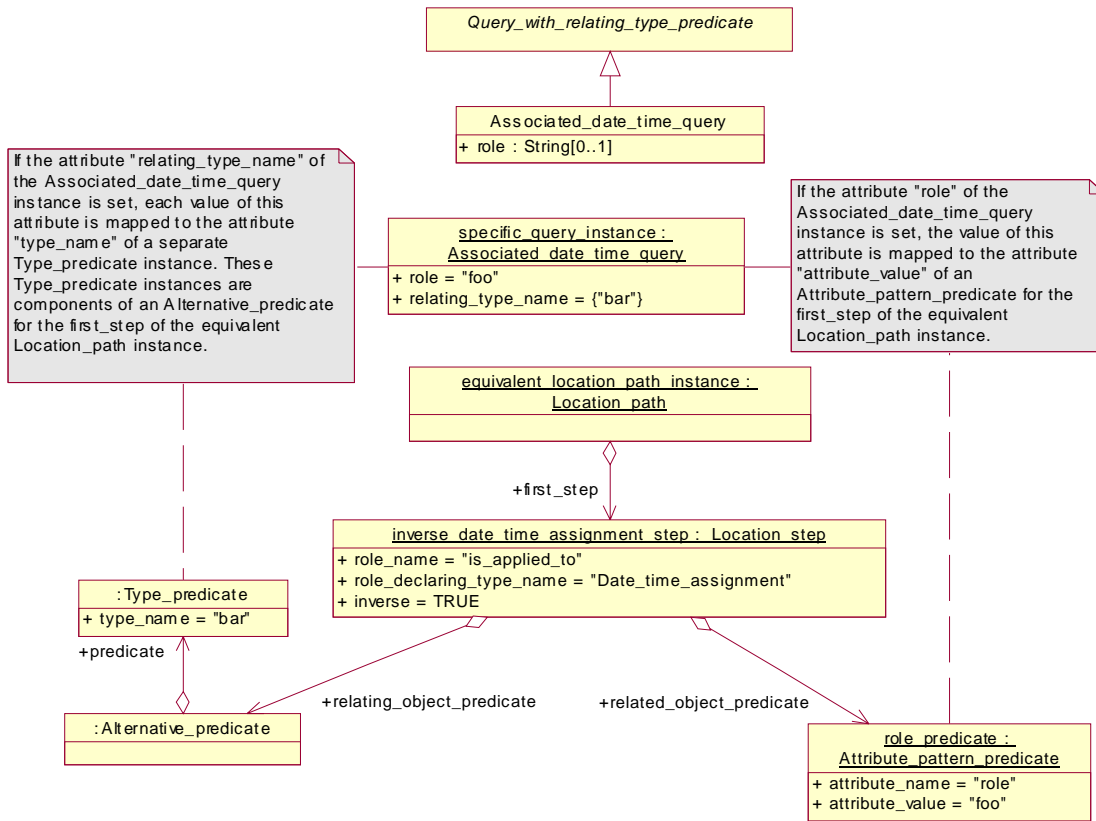 Query_with_relating_type_predicate
Associated_date_time_query
+ role : String[0..1]
If the attribute "relating_type_name" of
the Associated_date_time_query
instance is set, each value of this
attribute is mapped to the attribute
"type_name" of a separate
Type_predicate instance. These
Type_predicate instances are
components of an Alternative_predicate
for the first_step of the equivalent
Location_path instance.
specific_query_instance :
Associated_date_time_query
+ role = "foo"
+ relating_type_name = {"bar"}
If the attribute "role" of the
Associated_date_time_query
instance is set, the value of this
attribute is mapped to the attribute
"attribute_value" of an
Attribute_pattern_predicate for the
first_step of the equivalent
Location_path instance.
equivalent_location_path_instance :
Location_path
+first_step
inverse_date_time_assignment_step : Location_step
+ role_name = "is_applied_to"
+ role_declaring_type_name = "Date_time_assignment"
+ inverse = TRUE
:Type_predicate
+ type_name = "bar"
+predicate
+relating_object_predicate
+related_object_predicate
:Alternative_predicate
role_predicate :
Attribute_pattern_predicate
+ attribute_name = "role"
+ attribute_value = "foo"